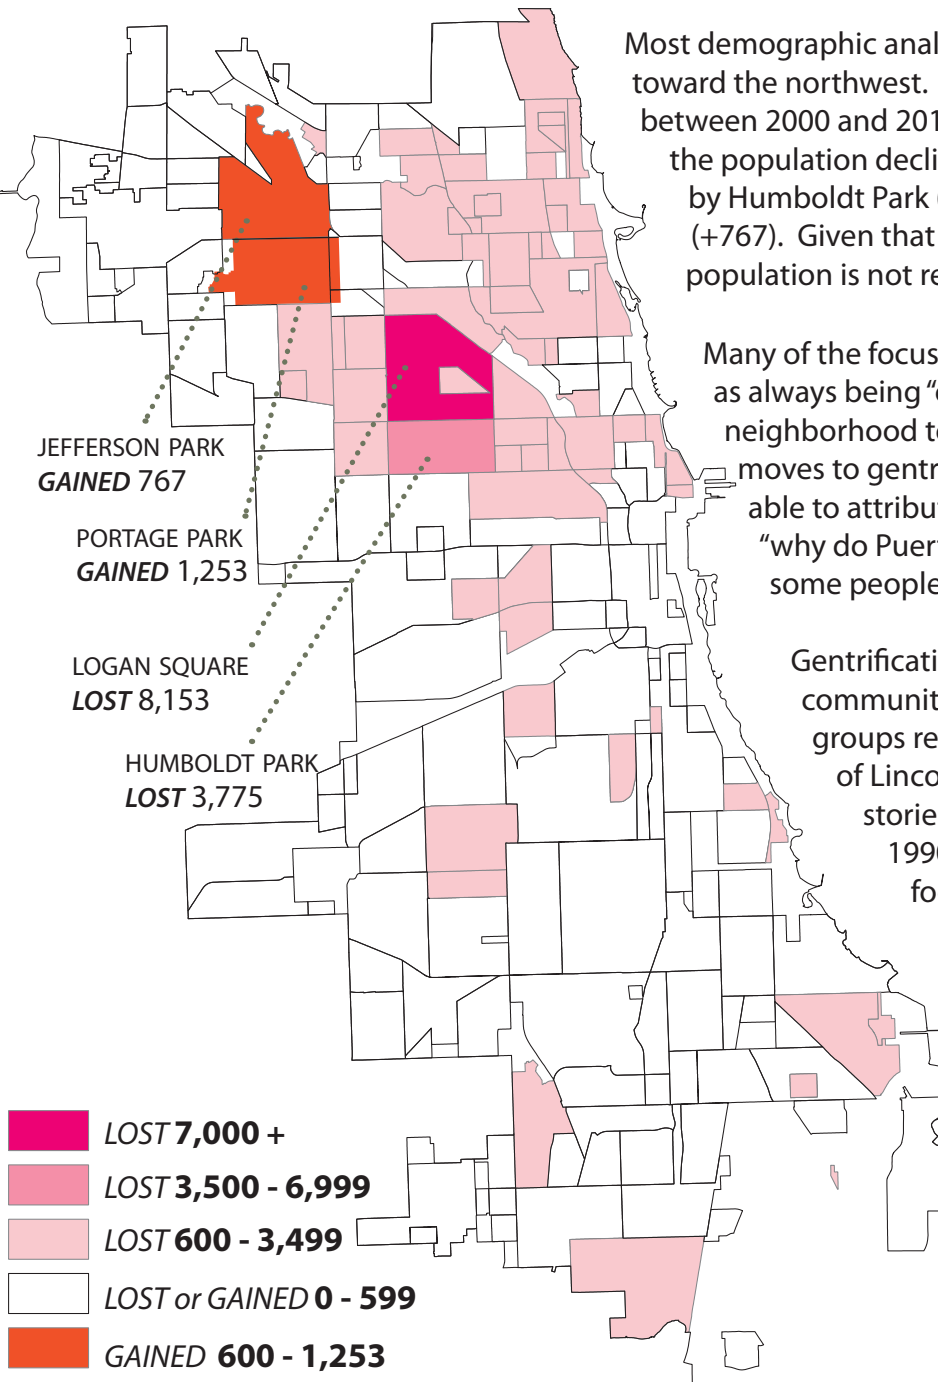 Most demographic anal
toward the northwest.
between 2000 and 201
the population decli
by Humboldt Park
(+767). Given that
population is not re
Many of the focus
as always being “
neighborhood t
moves to gentr
able to attribut
“why do Puer
some people
Gentrificati
communit
groups re
of Linco
storie
199
fo
JEFFERSON PARK
GAINED 767
PORTAGE PARK
GAINED 1,253
LOGAN SQUARE
LOST 8,153
HUMBOLDT PARK
LOST 3,775
LOST 7,000 +
LOST 3,500 - 6,999
LOST 600 - 3,499
LOST or GAINED 0 - 599
GAINED 600 - 1,253